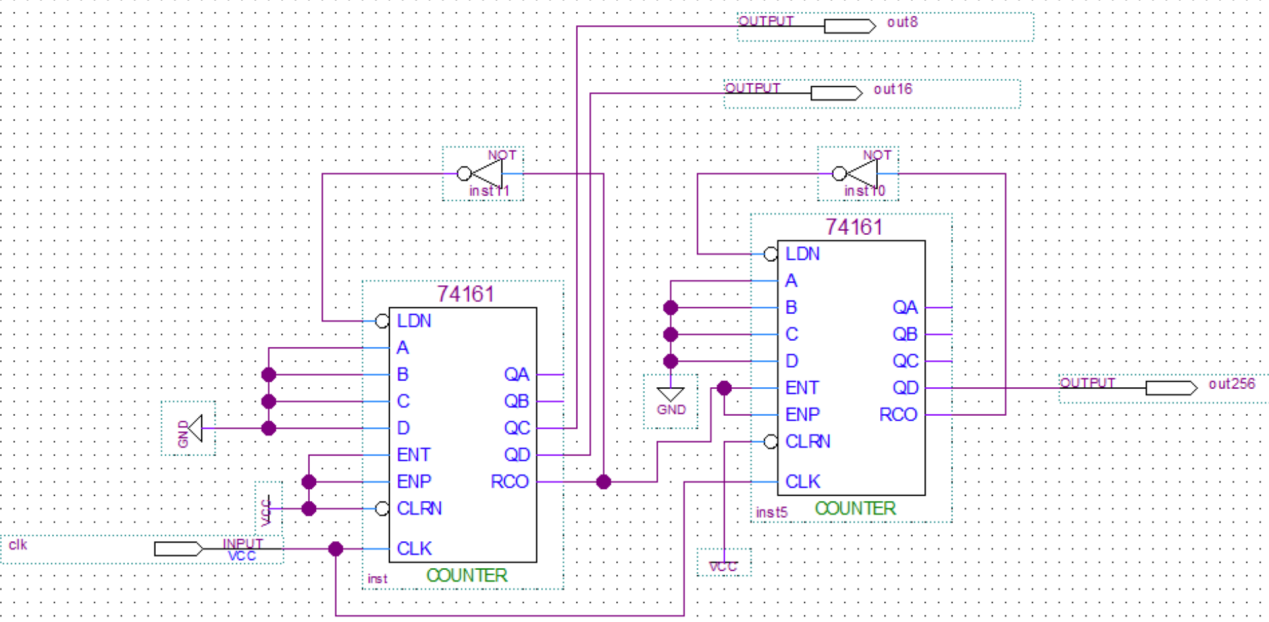 OUTPUT out8
OUTPUT out16
NOT
inst11
NOT
inst10
74161
LDN
A
B QA
C QB
D QC
ENT QD
ENP RCO
CLRN
CLK
inst5 COUNTER
GND
VCC
OUTPUT out256
74161
LDN
A
B QA
C QB
D QC
ENT QD
ENP RCO
CLRN
CLK
inst COUNTER
GND
VCC
clk INPUT
VCC